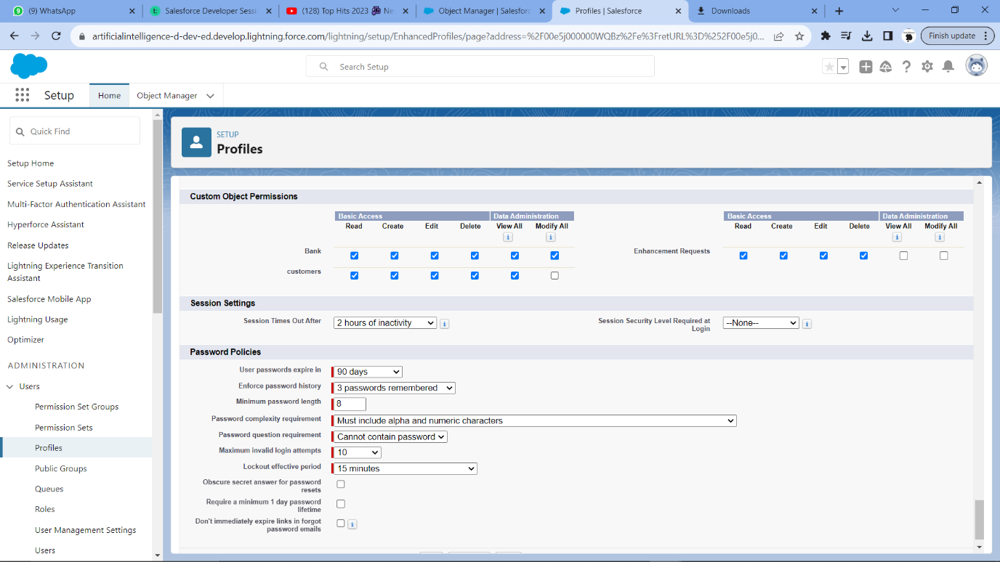 (9) WhatsApp
Salesforce Developer Sessi
(128) Top Hits 2023
Ne
Object Manager | Salesforc
Profiles | Salesforce
Downloads
artificialintelligence-d-dev-ed.develop.lightning.force.com/lightning/setup/EnhancedProfiles/page?address=%2F00e5j000000WQBz%2Fe%3FretURL%3D%252F00e5j0...
Finish update
Search Setup
Setup
Home
Object Manager
Quick Find
Setup Home
Service Setup Assistant
Multi-Factor Authentication Assistant
Hyperforce Assistant
Release Updates
Lightning Experience Transition
Assistant
Salesforce Mobile App
Lightning Usage
Optimizer
ADMINISTRATION
Users
Permission Set Groups
Permission Sets
Profiles
Public Groups
Queues
Roles
User Management Settings
Users
SETUP
Profiles
Custom Object Permissions
Basic Access Data Administration Basic Access Data Administration
Read Create Edit Delete View All Modify All Read Create Edit Delete View All Modify All
Bank Enhancement Requests
customers
Session Settings
Session Times Out After 2 hours of inactivity Session Security Level Required at
Login --None--
Password Policies
User passwords expire in 90 days
Enforce password history 3 passwords remembered
Minimum password length 8
Password complexity requirement Must include alpha and numeric characters
Password question requirement Cannot contain password
Maximum invalid login attempts 10
Lockout effective period 15 minutes
Obscure secret answer for password
resets
Require a minimum 1 day password
lifetime
Don't immediately expire links in forgot
password emails